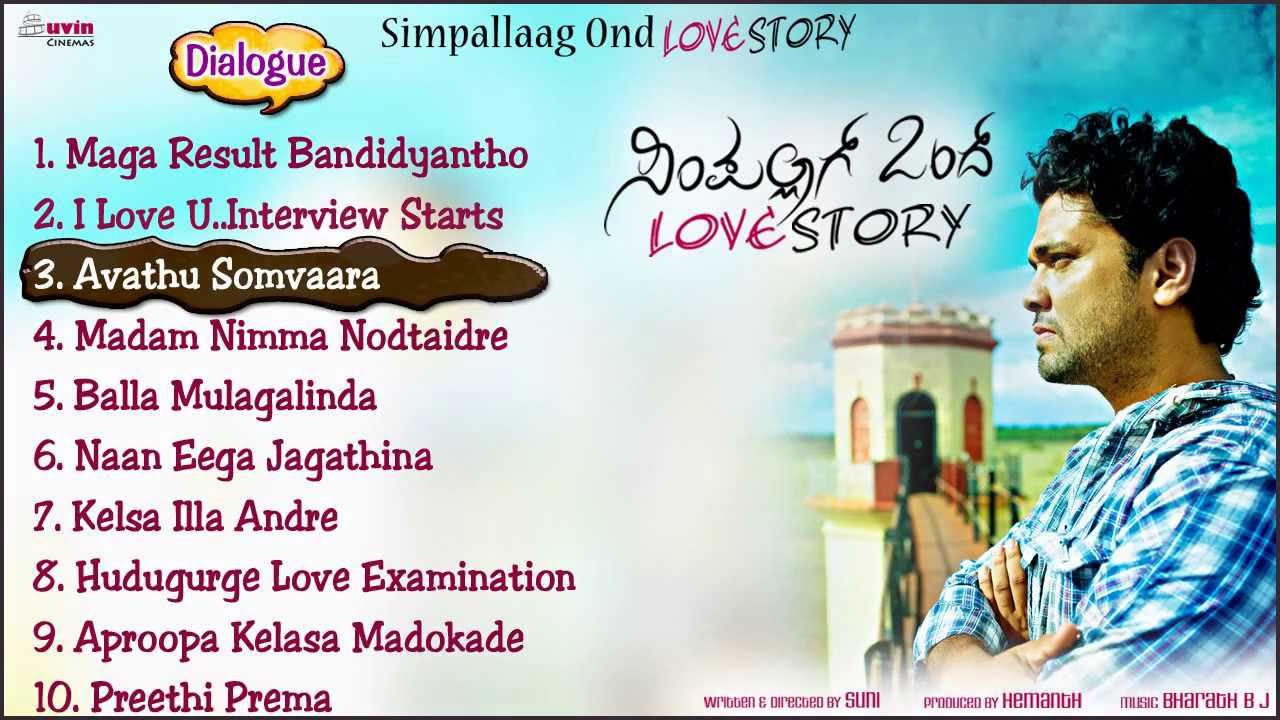 uvin
CINEMAS
Dialogue
Simpallaag Ond LOVE STORY
1. Maga Result Bandidyantho
2. I Love U..Interview Starts
3. Avathu Somvaara
4. Madam Nimma Nodtaidre
5. Balla Mulagalinda
6. Naan Eega Jagathina
7. Kelsa Illa Andre
8. Hudugurge Love Examination
9. Aproopa Kelasa Madokade
10. Preethi Prema
ಸಿಂಪಲ್ಲಾಗ್ ಒಂದ್
LOVE STORY
WRITTEN & DIRECTED BY SUNI PRODUCED BY HEMANTH MUSIC BHARATH B J